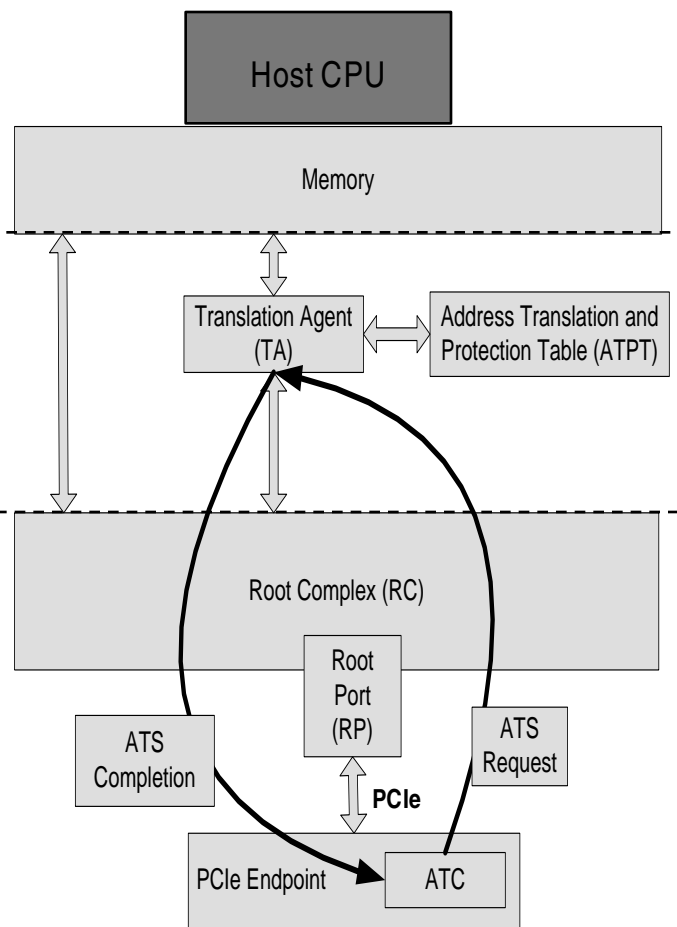 Host CPU
Memory
Translation Agent
(TA)
Address Translation and
Protection Table (ATPT)
Root Complex (RC)
Root
Port
(RP)
ATS
Completion
ATS
Request
PCIe
PCIe Endpoint
ATC